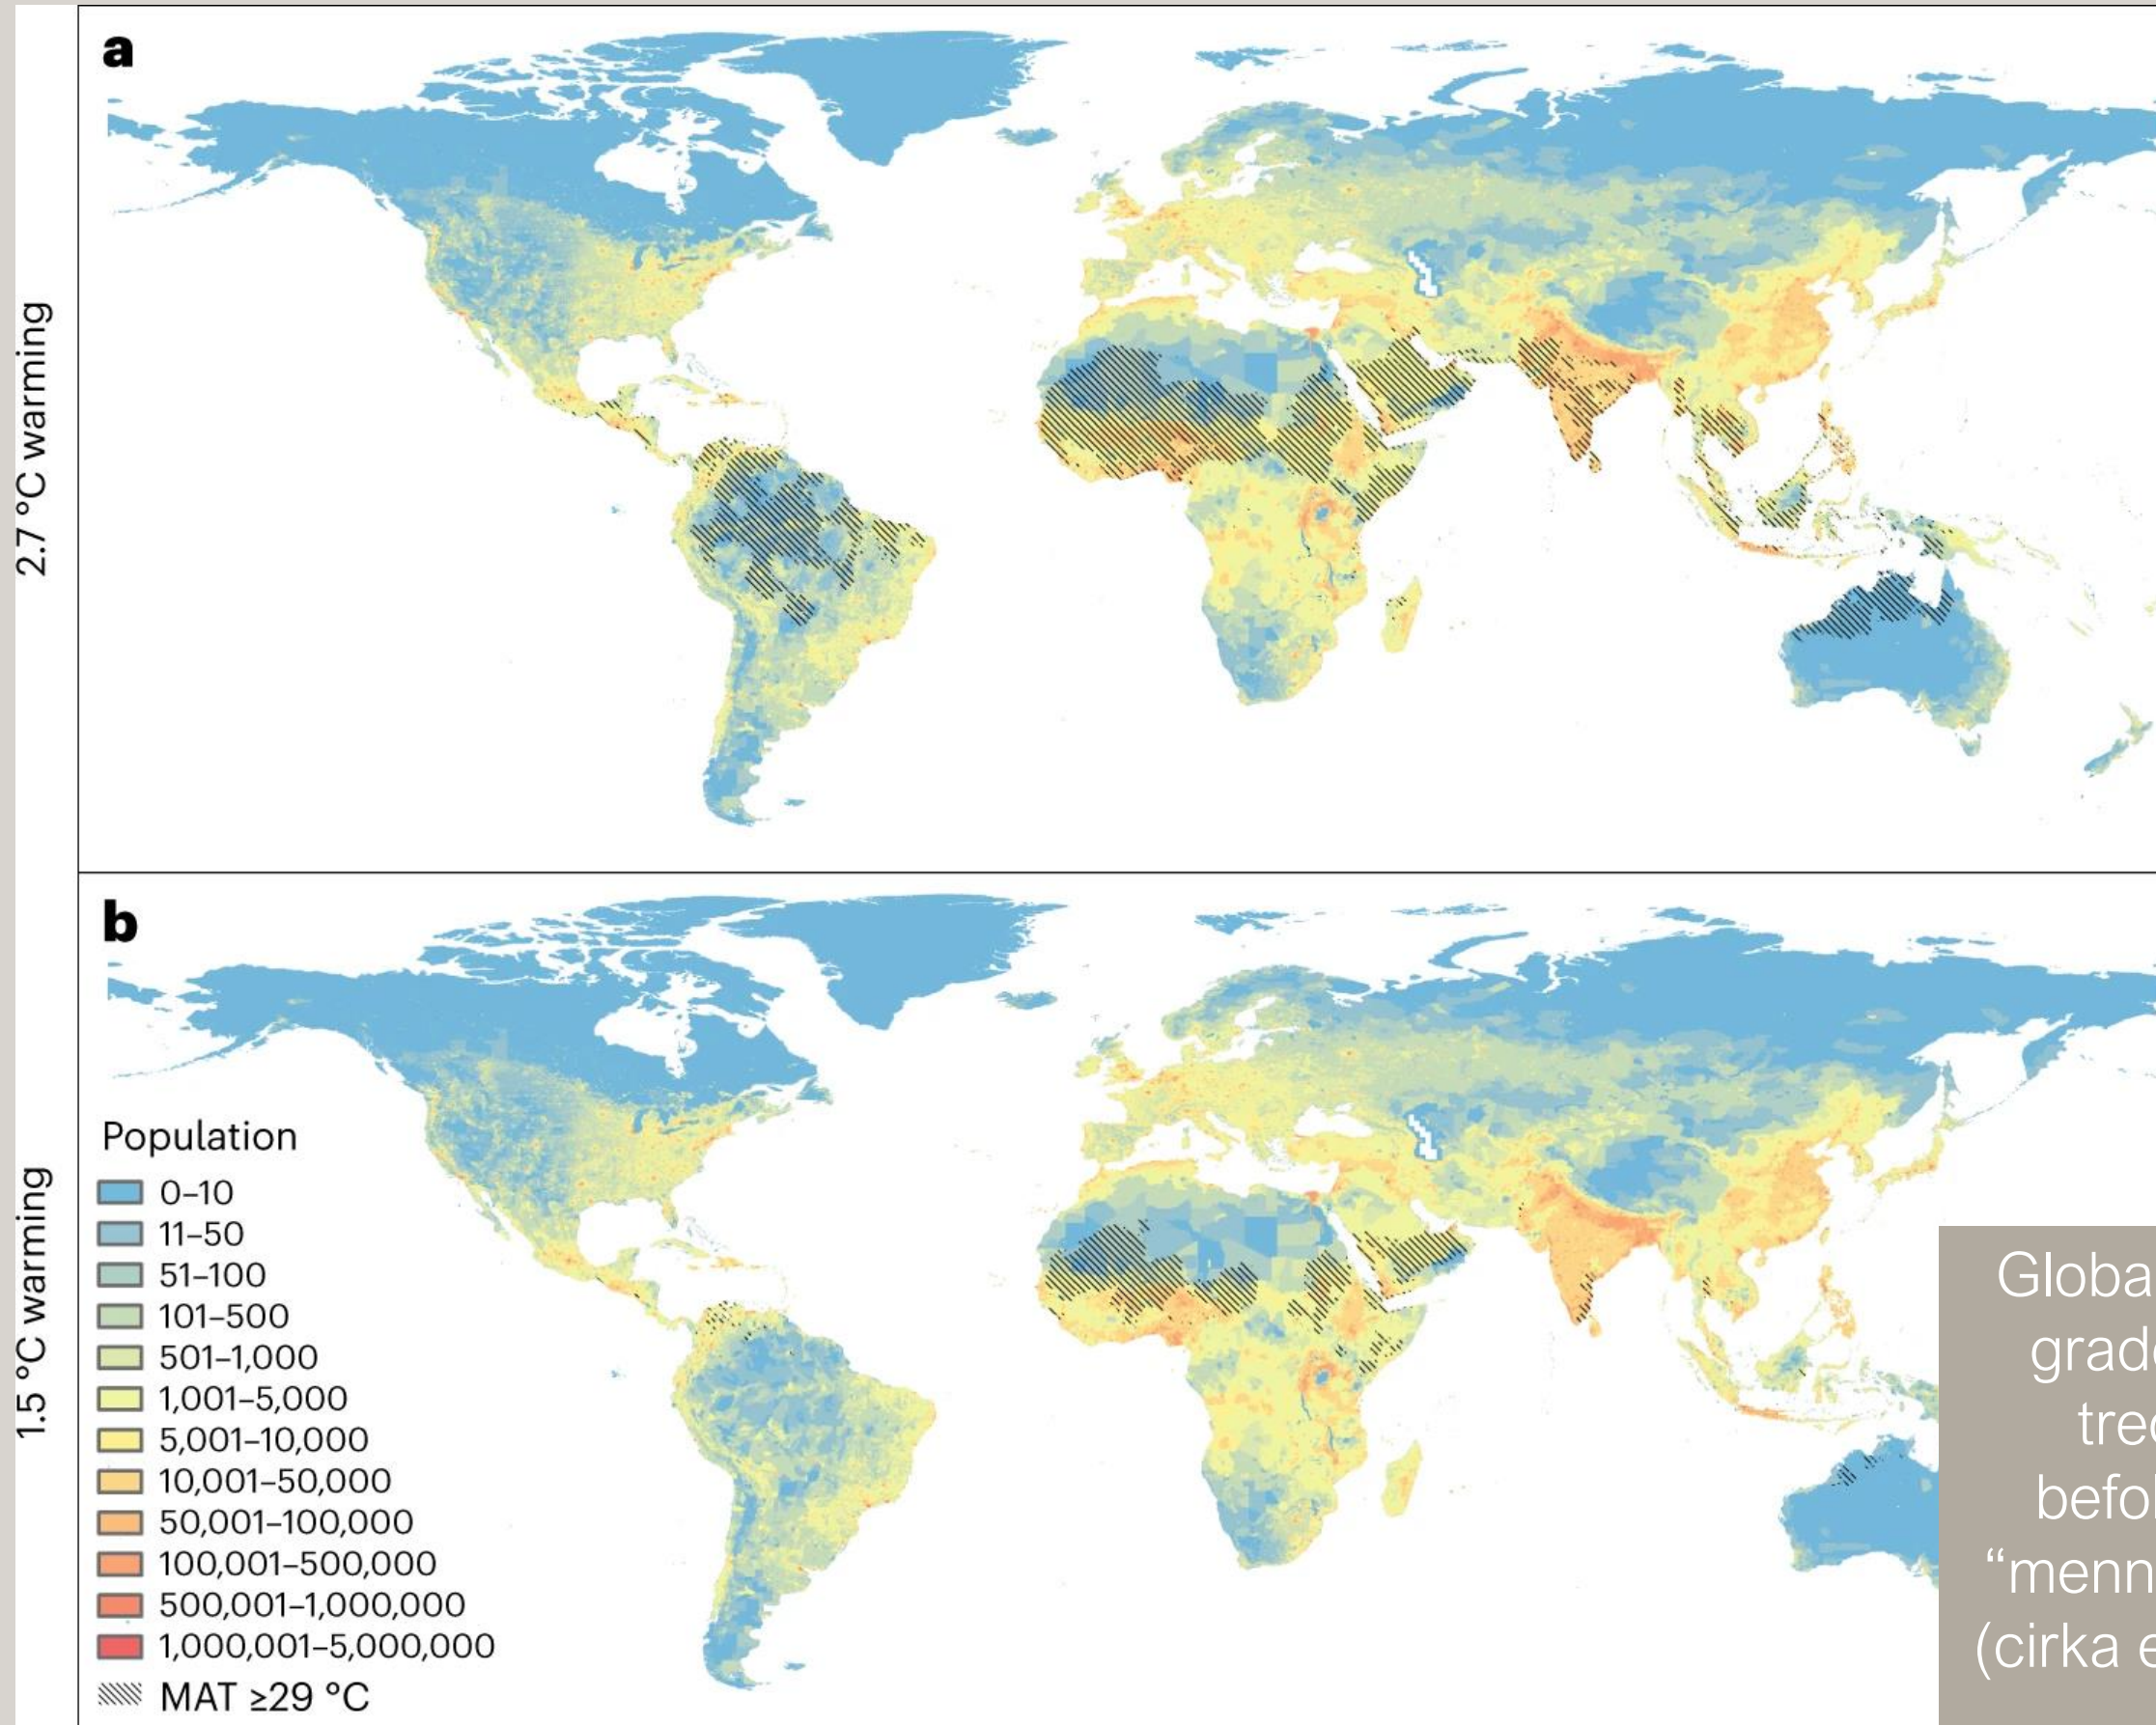 a
2.7 °C warming
b
1.5 °C warming
Population
0–10
11–50
51–100
101–500
501–1,000
1,001–5,000
5,001–10,000
10,001–50,000
50,001–100,000
100,001–500,000
500,001–1,000,000
1,000,001–5,000,000
MAT ≥29 °C
Globa
grad
tre
befol
“menn
(cirka e